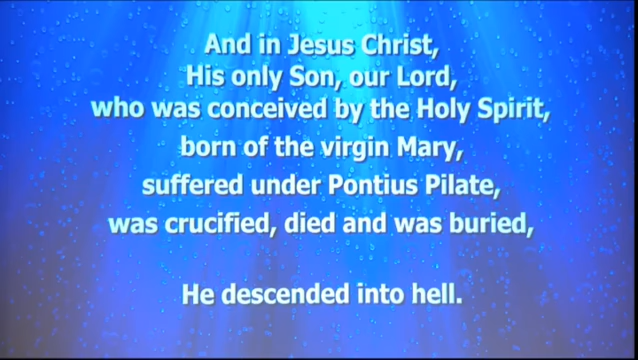 And in Jesus Christ,
His only Son, our Lord,
who was conceived by the Holy Spirit,
born of the virgin Mary,
suffered under Pontius Pilate,
was crucified, died and was buried,
He descended into hell.